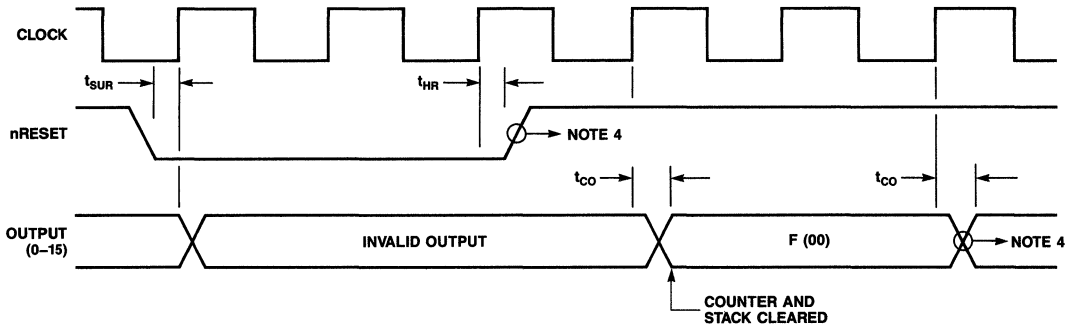 CLOCK
tSUR
tHR
nRESET
NOTE 4
tCO
tCO
OUTPUT
(0–15)
INVALID OUTPUT
F (00)
NOTE 4
COUNTER AND
STACK CLEARED